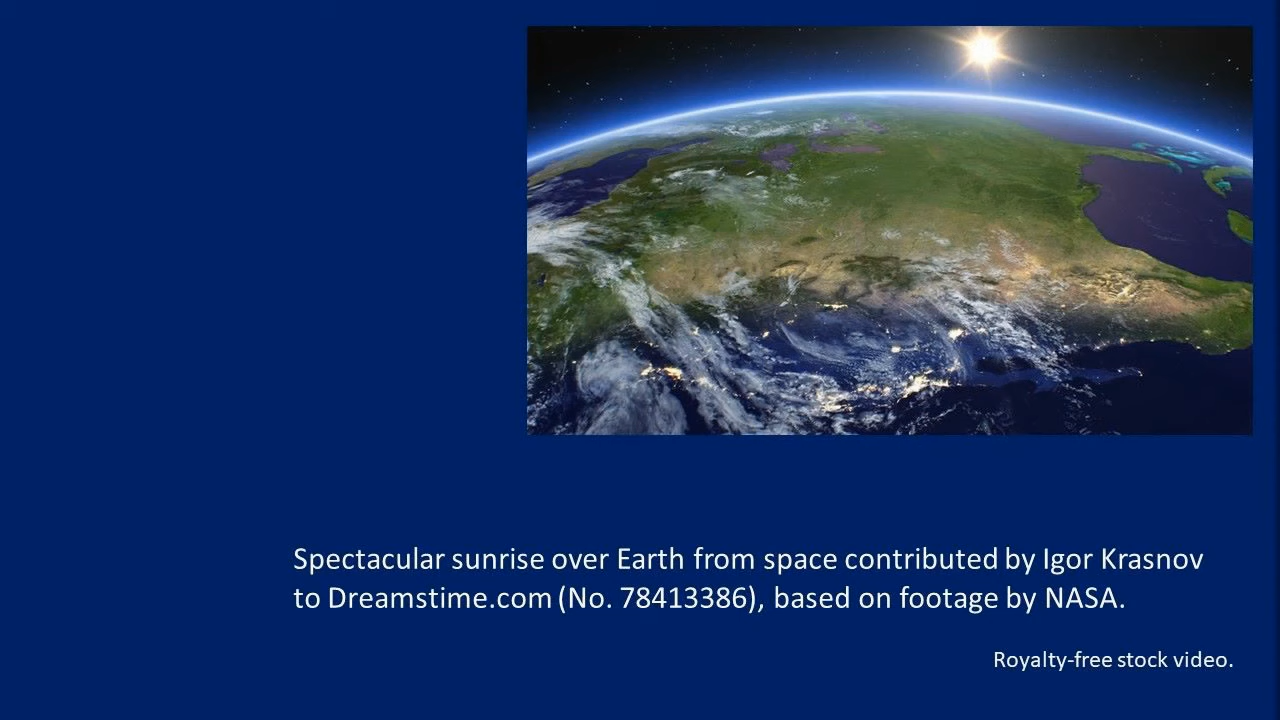 Spectacular sunrise over Earth from space contributed by Igor Krasnov
to Dreamstime.com (No. 78413386), based on footage by NASA.
Royalty-free stock video.